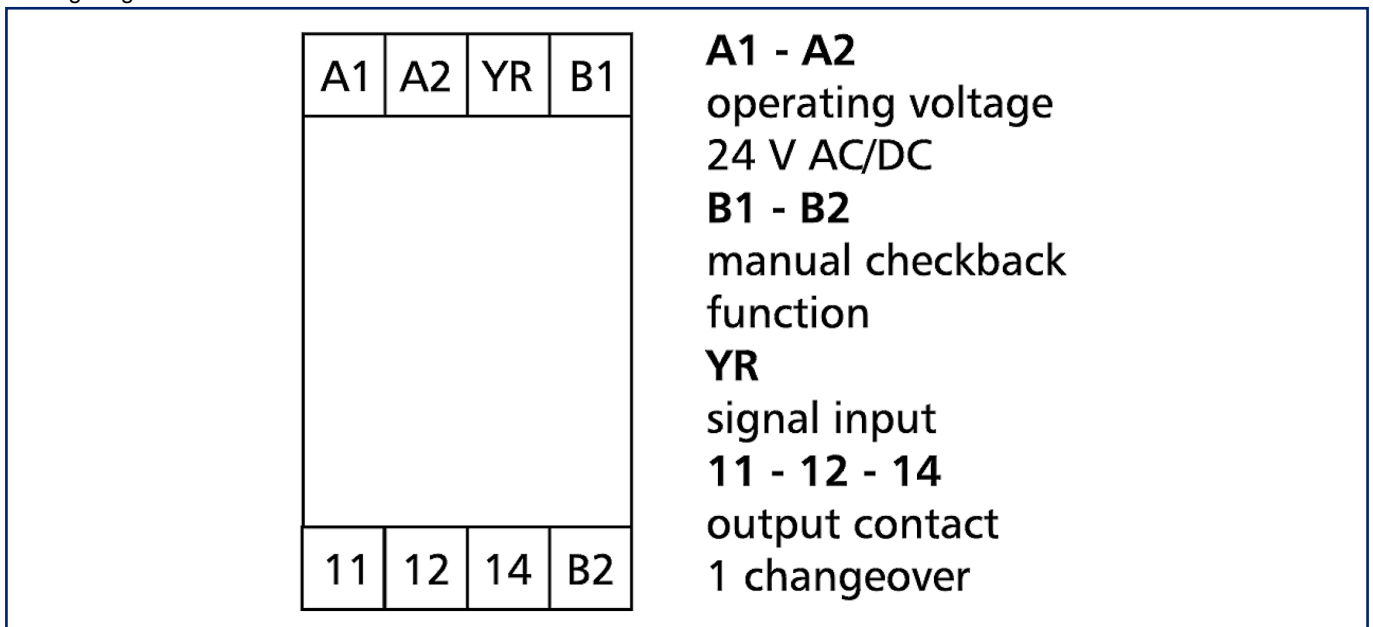 A1 A2 YR B1
11 12 14 B2
A1 - A2
operating voltage
24 V AC/DC
B1 - B2
manual checkback
function
YR
signal input
11 - 12 - 14
output contact
1 changeover